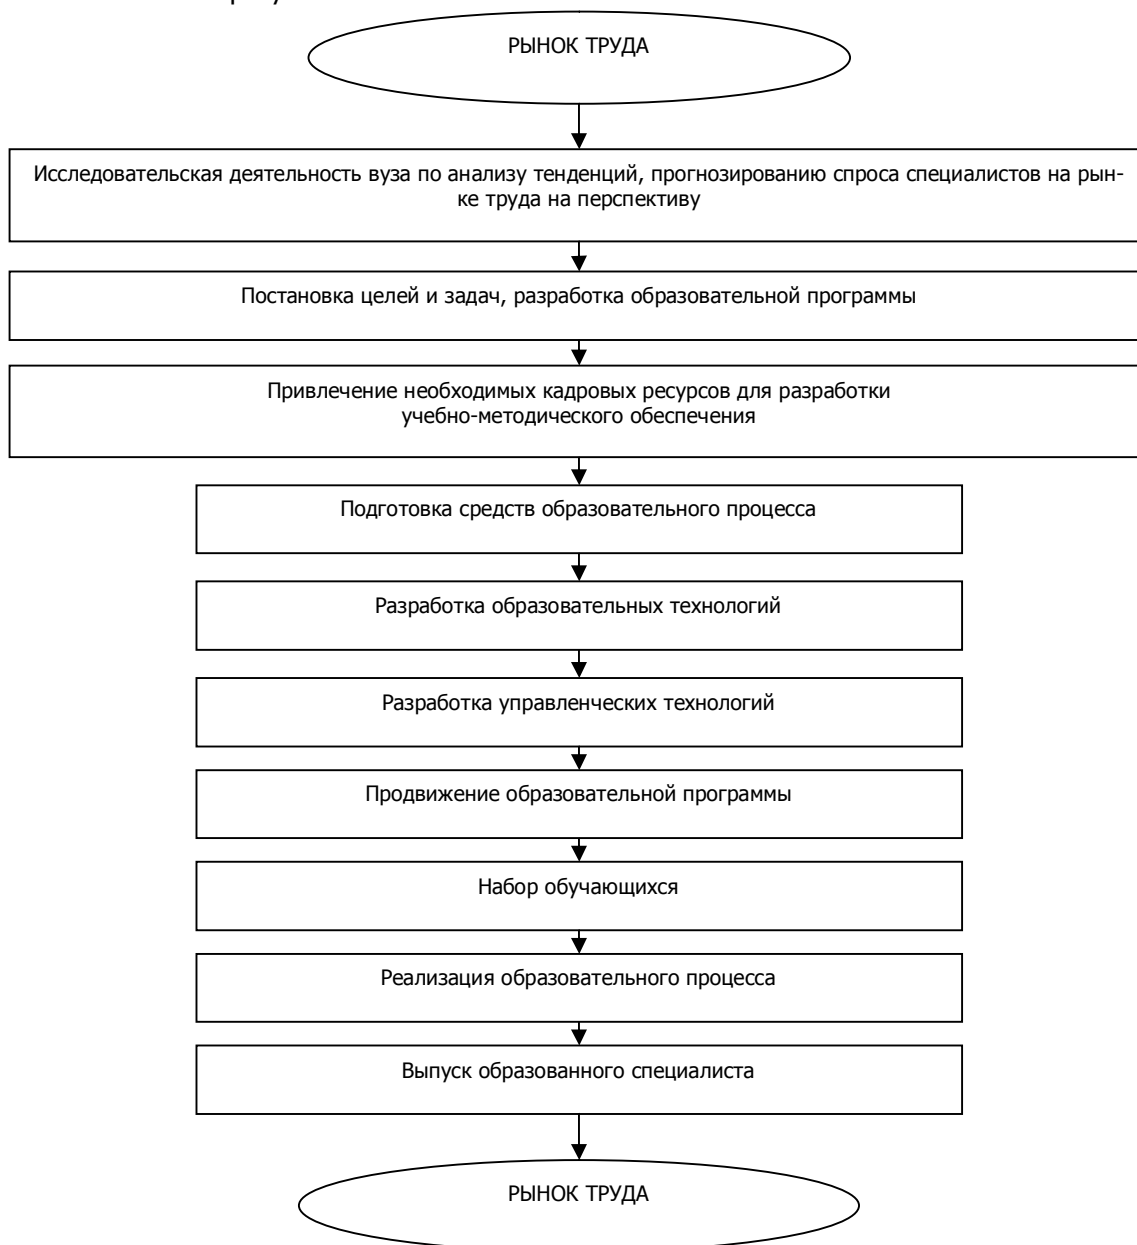 РЫНОК ТРУДА
Исследовательская деятельность вуза по анализу тенденций, прогнозированию спроса специалистов на рын-
ке труда на перспективу
Постановка целей и задач, разработка образовательной программы
Привлечение необходимых кадровых ресурсов для разработки
учебно-методического обеспечения
Подготовка средств образовательного процесса
Разработка образовательных технологий
Разработка управленческих технологий
Продвижение образовательной программы
Набор обучающихся
Реализация образовательного процесса
Выпуск образованного специалиста
РЫНОК ТРУДА